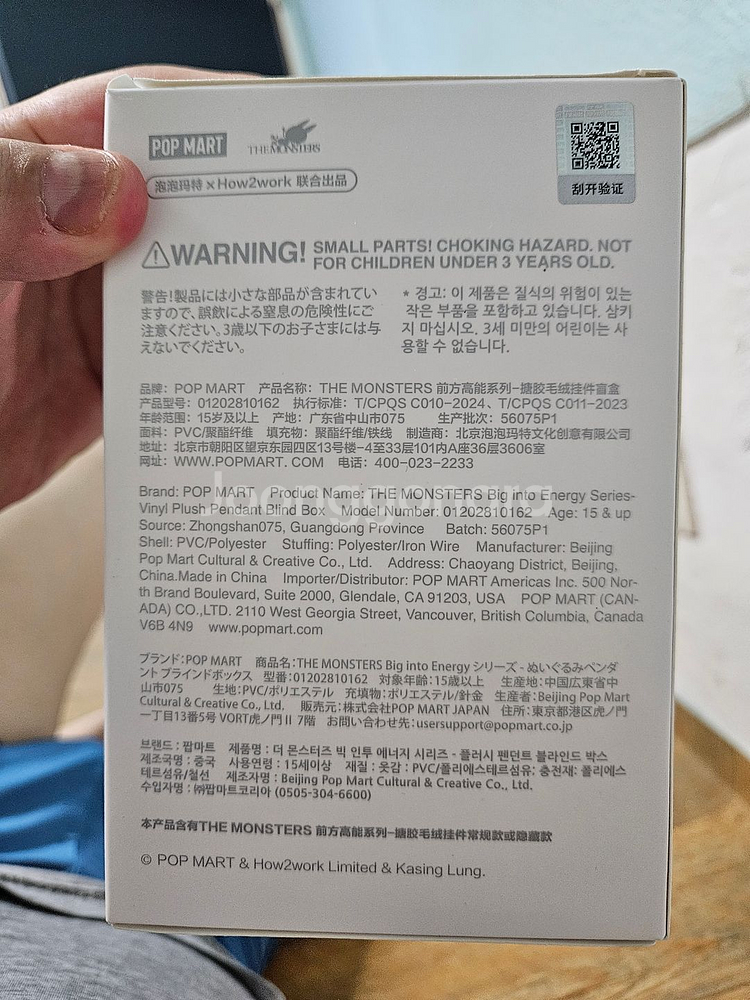 POP MART
THE MONSTERS
泡泡玛特 x How2work 联合出品
刮开验证
WARNING! SMALL PARTS! CHOKING HAZARD. NOT
FOR CHILDREN UNDER 3 YEARS OLD.
警告!製品には小さな部品が含まれてい
ますので、誤飲による窒息の危険性にご
注意ください。3歳以下のお子さまには与
えないでください。
* 경고: 이 제품은 질식의 위험이 있는
작은 부품을 포함하고 있습니다. 삼키
지 마십시오. 3세 미만의 어린이는 사
용할 수 없습니다.
品牌: POP MART 产品名称: THE MONSTERS 前方高能系列-搪胶毛绒挂件盲盒
产品型号: 01202810162 执行标准: T/CPQS C010-2024、T/CPQS C011-2023
年龄范围: 15岁及以上 产地: 广东省中山市075 生产批次: 56075P1
面料: PVC/聚酯纤维 填充物: 聚酯纤维/铁线 制造商: 北京泡泡玛特文化创意有限公司
地址: 北京市朝阳区望京东园四区13号楼-4至33层101内A座36层3606室
网址: WWW.POPMART. COM 电话: 400-023-2233
Joonggonara
Brand: POP MART Product Name: THE MONSTERS Big into Energy Series-
Vinyl Plush Pendant Blind Box Model Number: 01202810162 Age: 15 & up
Source: Zhongshan075, Guangdong Province Batch: 56075P1
Shell: PVC/Polyester Stuffing: Polyester/Iron Wire Manufacturer: Beijing
Pop Mart Cultural & Creative Co., Ltd. Address: Chaoyang District, Beijing,
China.Made in China Importer/Distributor: POP MART Americas Inc. 500 Nor-
th Brand Boulevard, Suite 2000, Glendale, CA 91203, USA POP MART (CAN-
ADA) CO.,LTD. 2110 West Georgia Street, Vancouver, British Columbia, Canada
V6B 4N9 www.popmart.com
ブランド:POP MART 商品名:THE MONSTERS Big into Energy シリーズ - ぬいぐるみペンダ
ント ブラインドボックス 型番:01202810162 対象年齢:15歳以上 生産地:中国広東省中
山市075 生地:PVC/ポリエステル 充填物:ポリエステル/針金 生産者:Beijing Pop Mart
Cultural & Creative Co., Ltd. 販売元:株式会社POP MART JAPAN 住所:東京都港区虎ノ門
一丁目13番5号 VORT虎ノ門 II 7階 お問い合わせ先:usersupport@popmart.co.jp
브랜드 : 팝마트 제품명 : 더 몬스터즈 빅 인투 에너지 시리즈 - 플러시 펜던트 블라인드 박스
제조국명 : 중국 사용연령 : 15세이상 재질 : 옷감 : PVC/폴리에스테르섬유; 충전재: 폴리에스
테르섬유/철선 제조자명 : Beijing Pop Mart Cultural & Creative Co., Ltd.
수입자명 : ㈜팝마트코리아 (0505-304-6600)
本产品含有THE MONSTERS 前方高能系列-搪胶毛绒挂件常规款或隐藏款
© POP MART & How2work Limited & Kasing Lung.